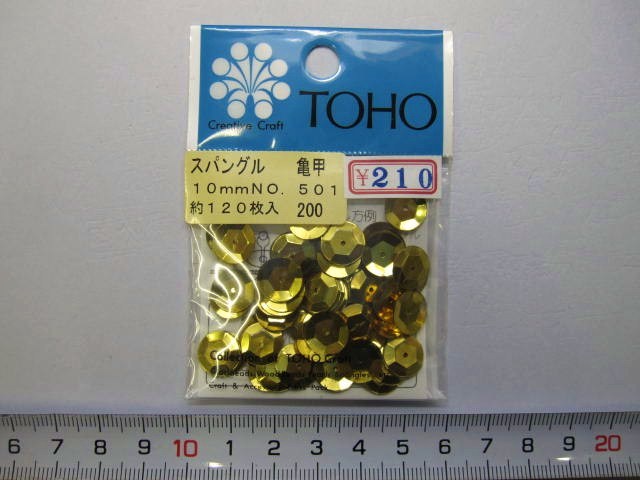 Creative Craft
TOHO
スパングル 亀甲
10mmNO. 501
約120枚入 200
¥210
方例
Collection of TOHO Craft
Craft &
6 7 8 9 10 1 2 3 4 5 6 7 8 9 20